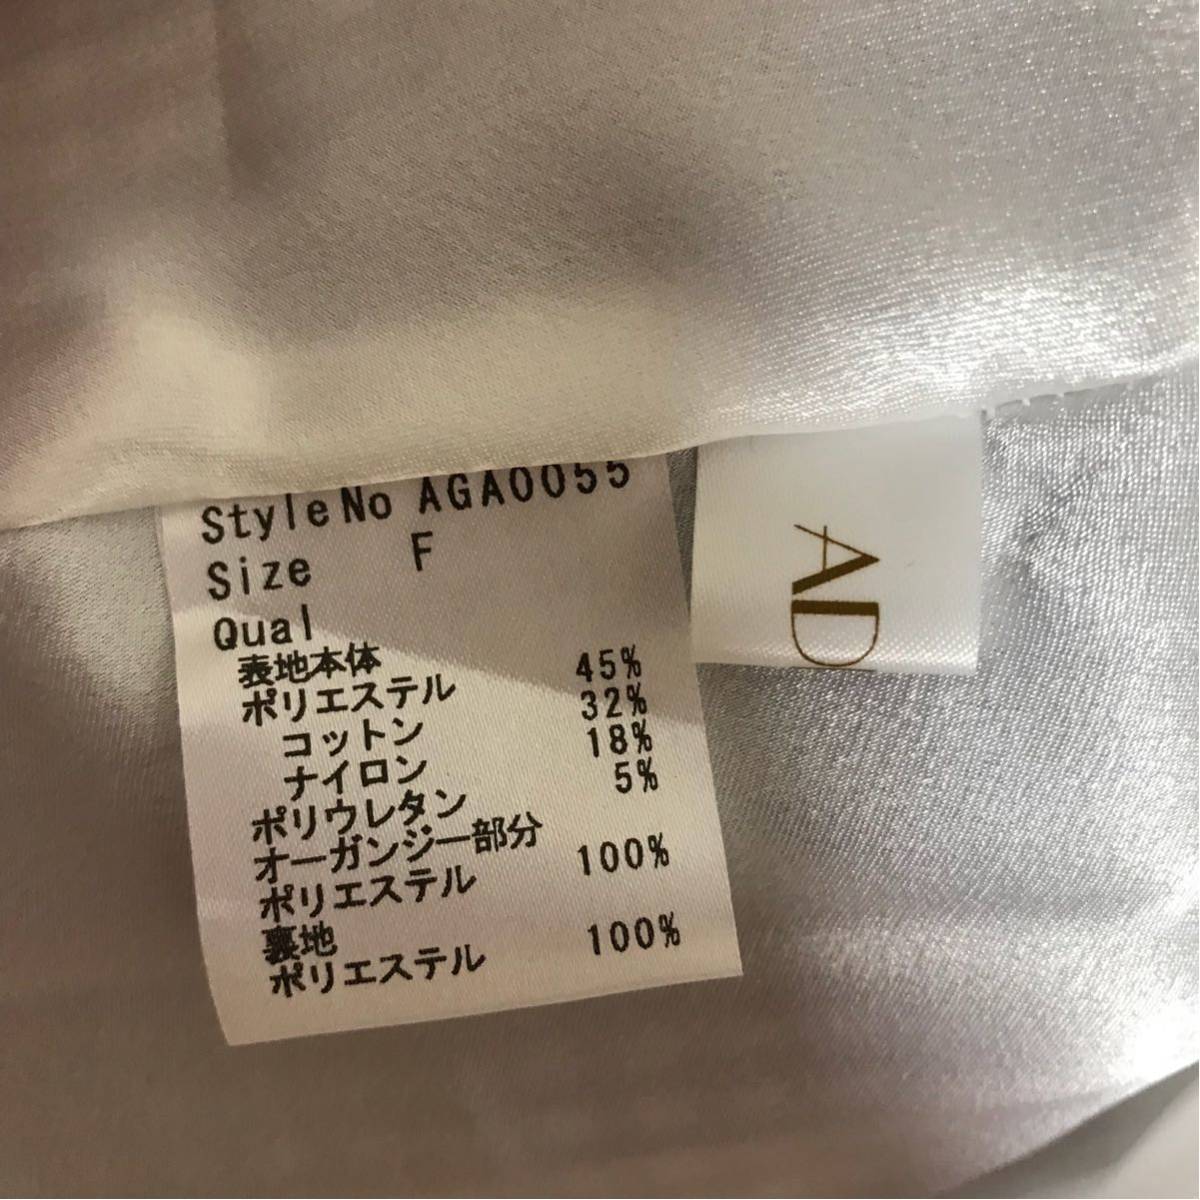 StyleNo AGA0055
Size F
Qual
表地本体
ポリエステル 45%
コットン 32%
ナイロン 18%
ポリウレタン 5%
オーガンジー部分
ポリエステル 100%
裏地
ポリエステル 100%
AD